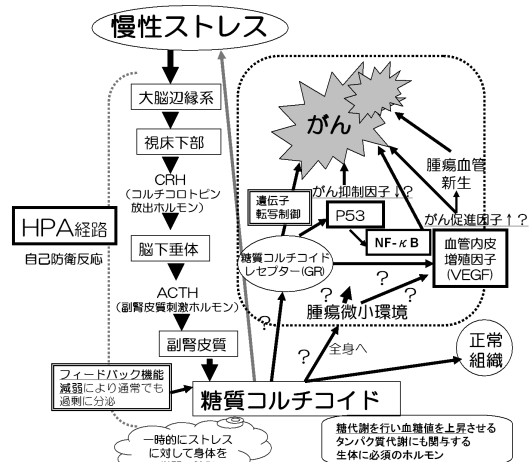 慢性ストレス
大脳辺縁系
視床下部
CRH
(コルチコロトピン
放出ホルモン)
HPA経路
自己防衛反応
脳下垂体
ACTH
(副腎皮質刺激ホルモン)
副腎皮質
フィードバック機能
減弱により通常でも
過剰に分泌
糖質コルチコイド
一時的にストレス
に対して身体を
がん
腫瘍血管
新生
がん抑制因子↓?
遺伝子
転写制御
P53
NF-κB
がん促進因子↑?
血管内皮
増殖因子
(VEGF)
糖質コルチコイド
レセプター(GR)
?
?
?
?
腫瘍微小環境
?
?
全身へ
正常
組織
糖代謝を行い血糖値を上昇させる
タンパク質代謝にも関与する
生体に必須のホルモン